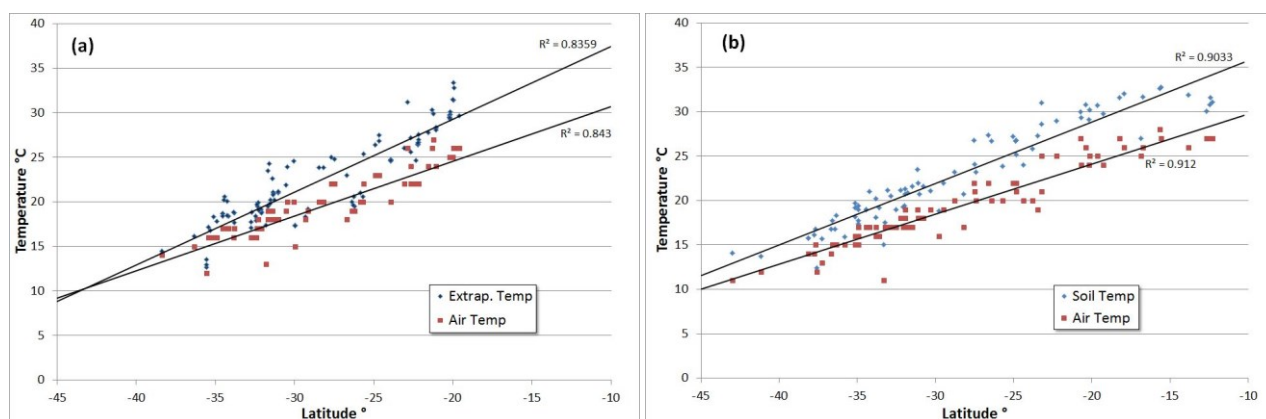 (a)
R² = 0.8359
R² = 0.843
Temperature °C
40
35
30
25
20
15
10
5
0
Extrap. Temp
Air Temp
-45 -40 -35 -30 -25 -20 -15 -10
Latitude °
(b)
R² = 0.9033
R² = 0.912
Temperature °C
40
35
30
25
20
15
10
5
0
Soil Temp
Air Temp
-45 -40 -35 -30 -25 -20 -15 -10
Latitude °